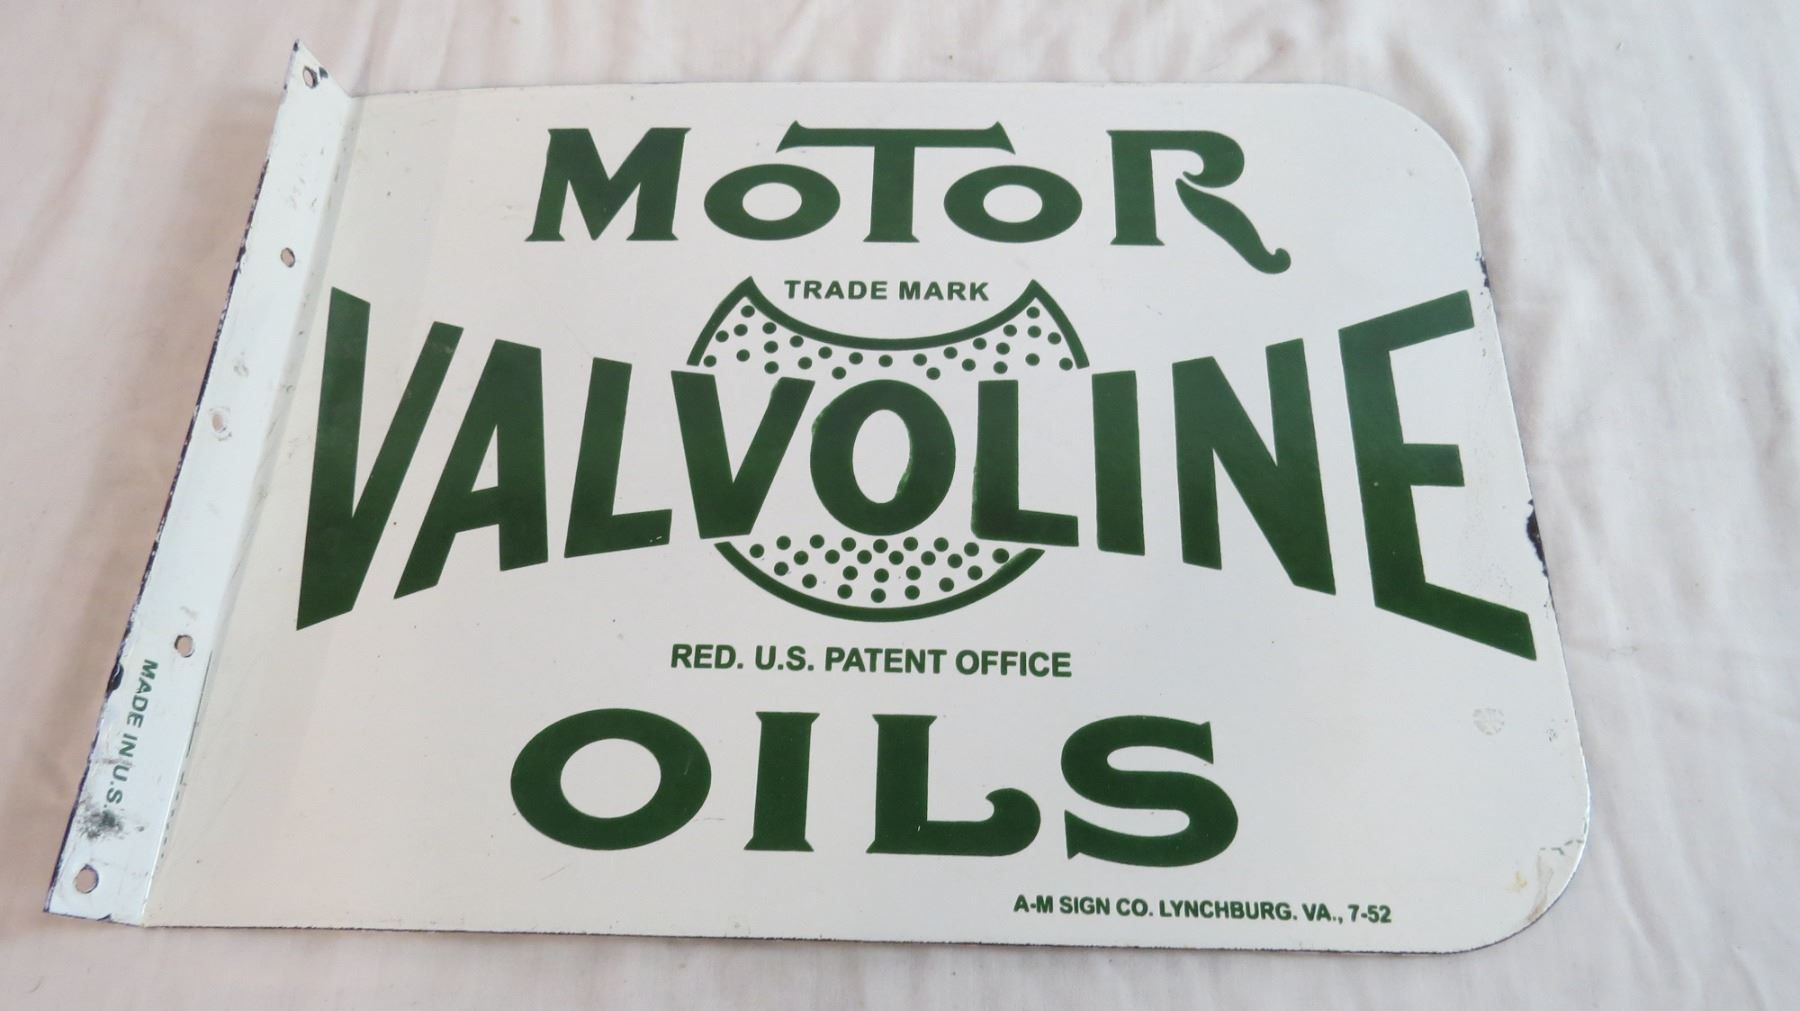 MOTOR
TRADE MARK
VALVOLINE
RED. U.S. PATENT OFFICE
OILS
A-M SIGN CO. LYNCHBURG. VA., 7-52
MADE IN U.S.